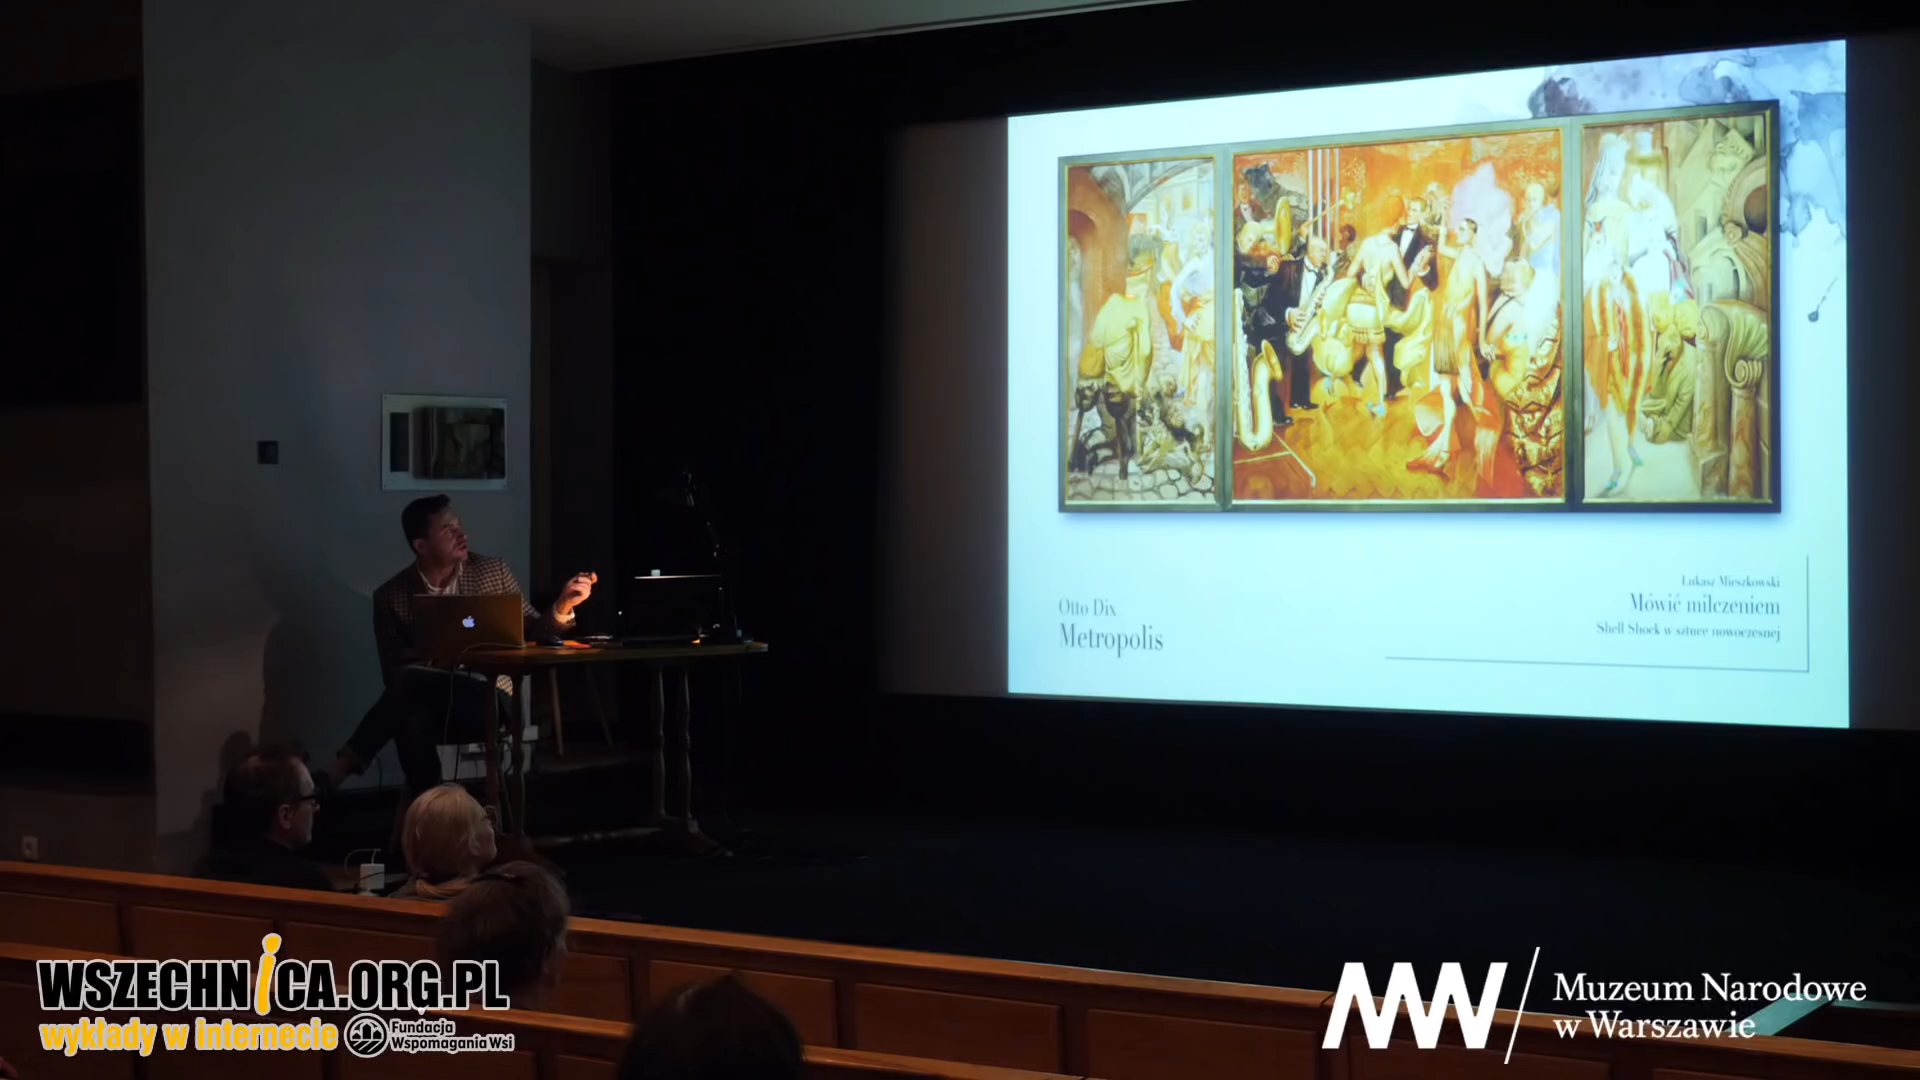 Otto Dix
Metropolis
Łukasz Mieszkowski
Mówić milczeniem
Shell Shock w sztuce nowoczesnej
WSZECHNiCA.ORG.PL
wykłady w internecie
Fundacja
Wspomagania Wsi
Muzeum Narodowe
w Warszawie